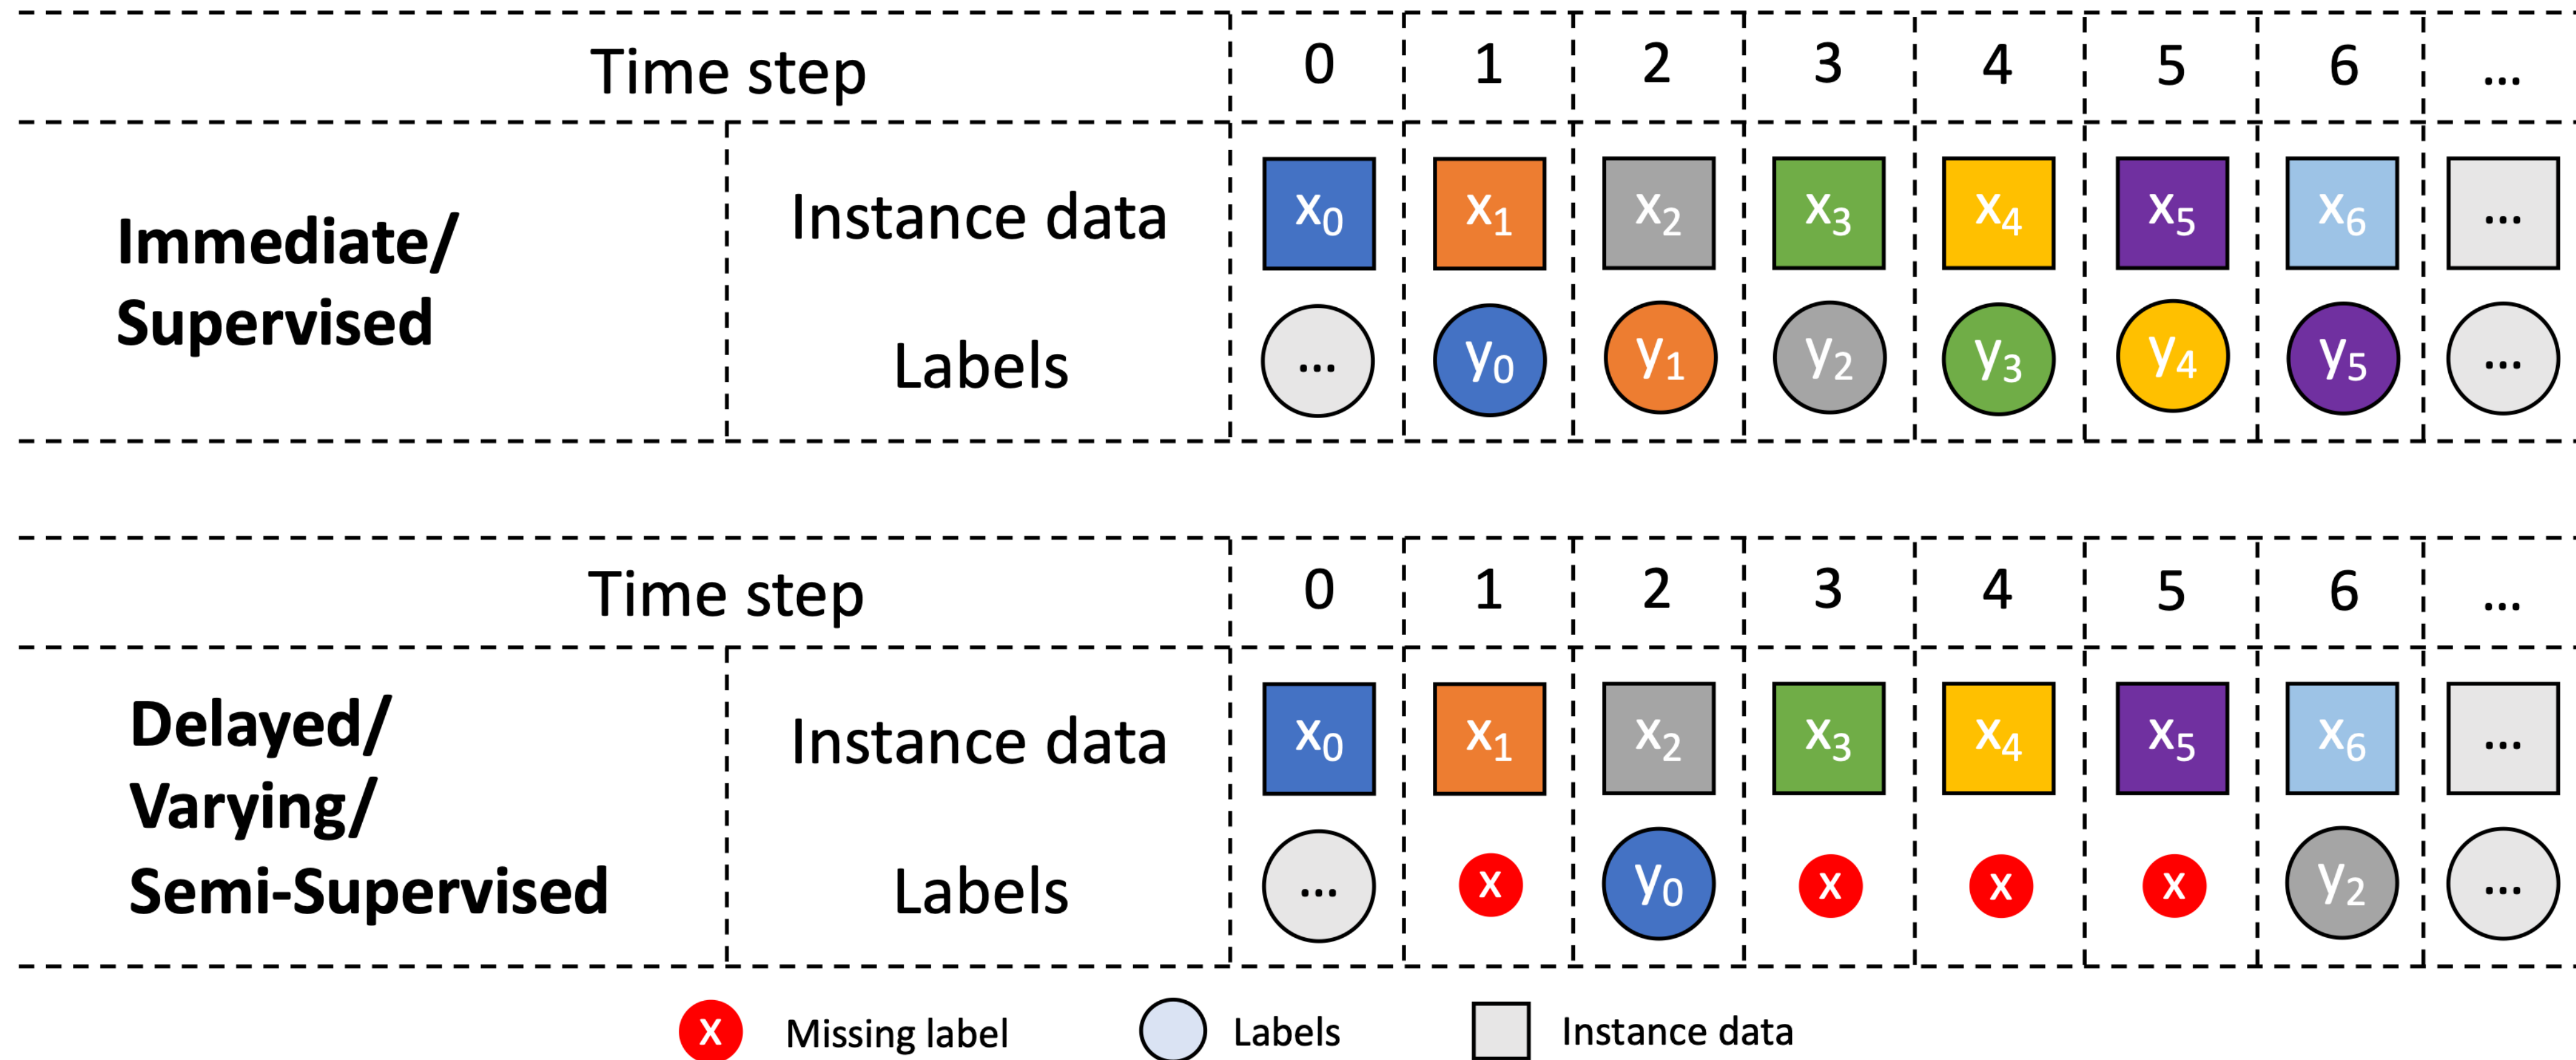 Time step 0 1 2 3 4 5 6 ...
Immediate/
Supervised
Instance data x₀ x₁ x₂ x₃ x₄ x₅ x₆ ...
Labels ... y₀ y₁ y₂ y₃ y₄ y₅ ...
Time step 0 1 2 3 4 5 6 ...
Delayed/
Varying/
Semi-Supervised
Instance data x₀ x₁ x₂ x₃ x₄ x₅ x₆ ...
Labels ... x y₀ x x x y₂ ...
x Missing label Labels Instance data